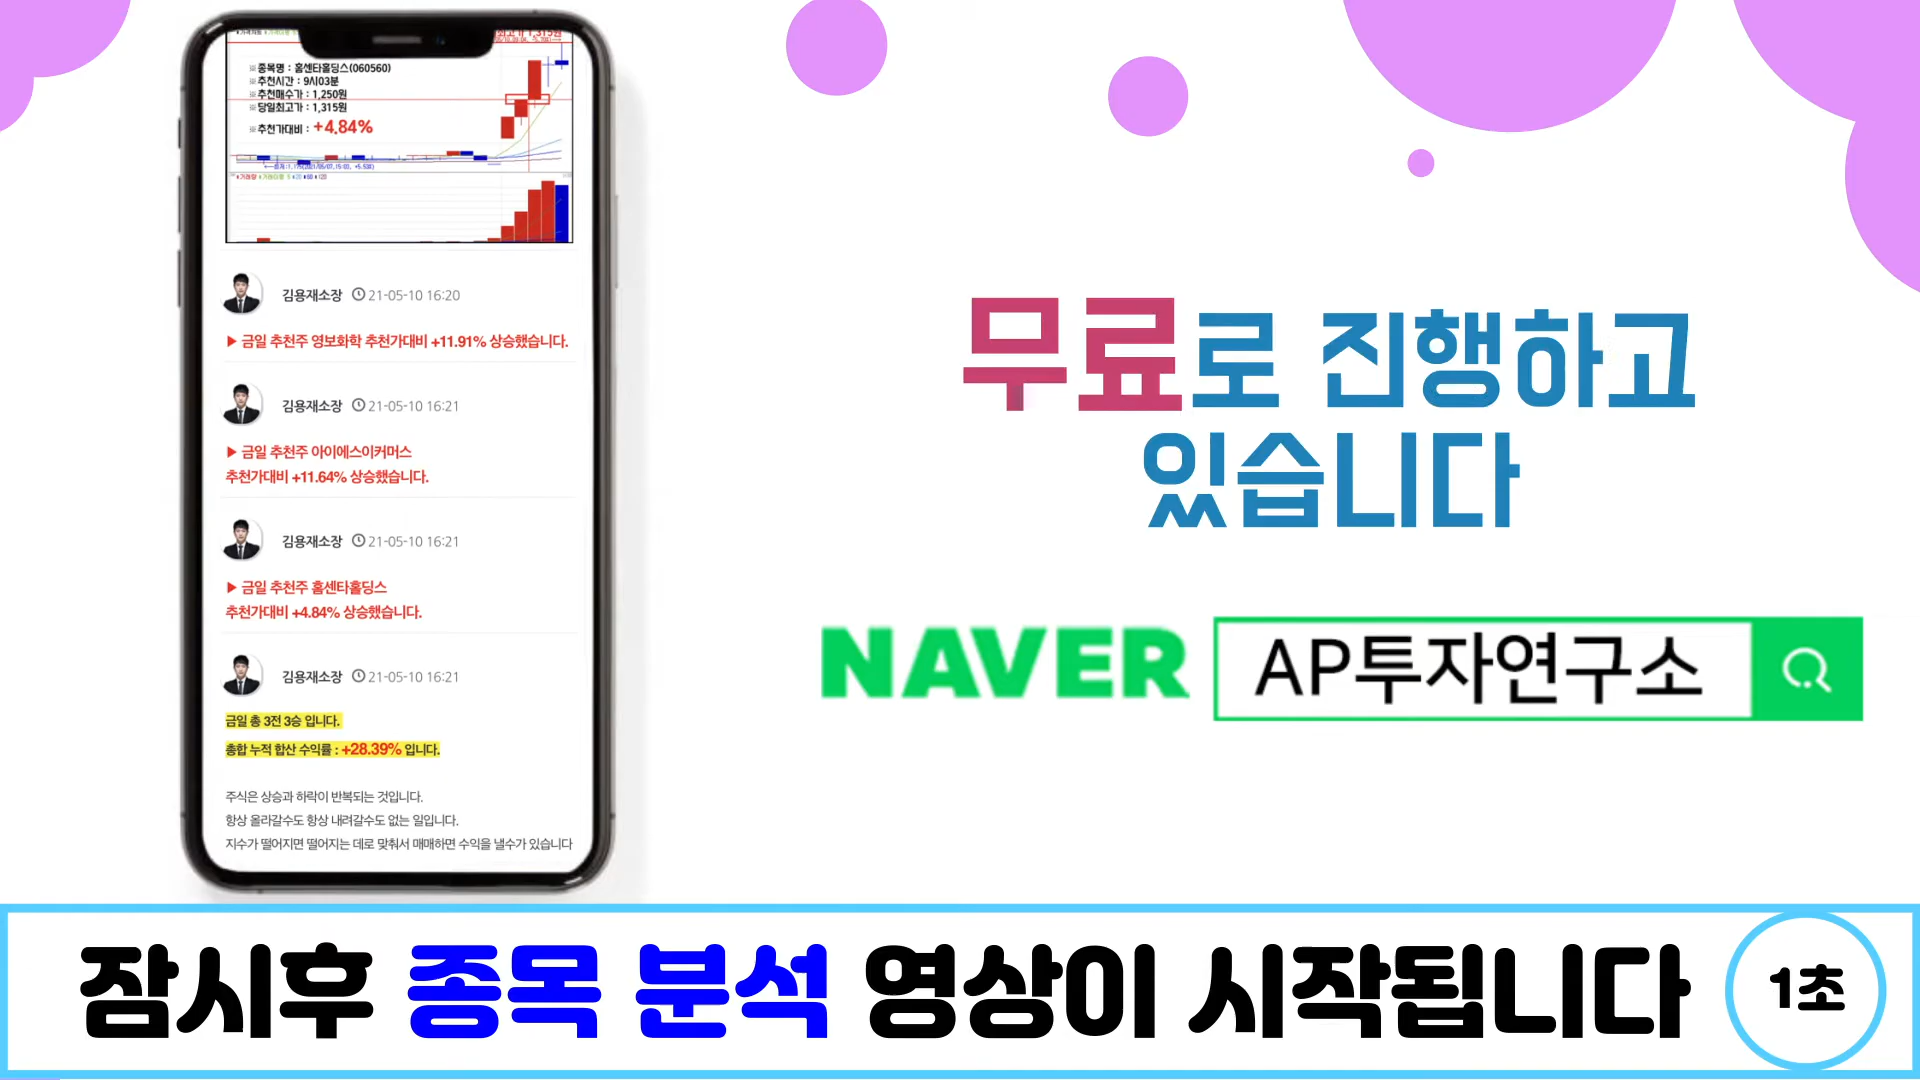 ※종목명 : 홈센타홀딩스(060560)
※추천시간 : 9시03분
※추천매수가 : 1,250원
※당일최고가 : 1,315원
※추천가대비 : +4.84%
김용재소장 21-05-10 16:20
▶ 금일 추천주 영보화학 추천가대비 +11.91% 상승했습니다.
김용재소장 21-05-10 16:21
▶ 금일 추천주 아이에스이커머스
추천가대비 +11.64% 상승했습니다.
김용재소장 21-05-10 16:21
▶ 금일 추천주 홈센타홀딩스
추천가대비 +4.84% 상승했습니다.
김용재소장 21-05-10 16:21
금일 총 3전 3승 입니다.
총합 누적 합산 수익률 : +28.39% 입니다.
주식은 상승과 하락이 반복되는 것입니다.
항상 올라갈수도 항상 내려갈수도 없는 일입니다.
지수가 떨어지면 떨어지는 데로 맞춰서 매매하면 수익을 낼수가 있습니다
무료로 진행하고
있습니다
NAVER AP투자연구소
잠시후 종목 분석 영상이 시작됩니다
1초